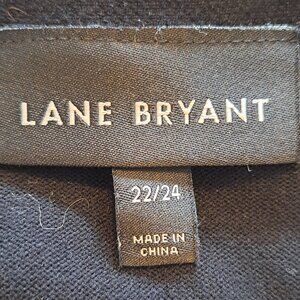 LANE BRYANT
22/24
MADE IN
CHINA